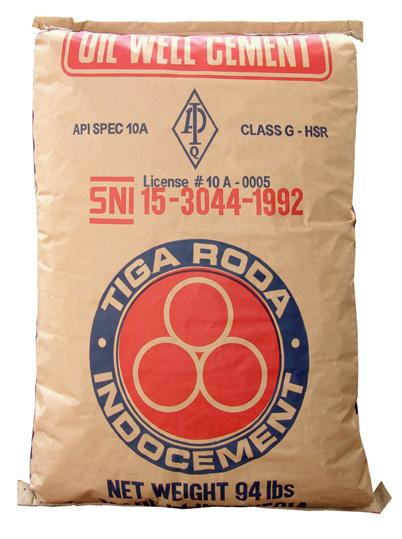 OIL WELL CEMENT
API SPEC 10A
API
Q
CLASS G - HSR
License # 10 A - 0005
SNI 15-3044-1992
TIGA RODA
INDOCEMENT
NET WEIGHT 94 lbs